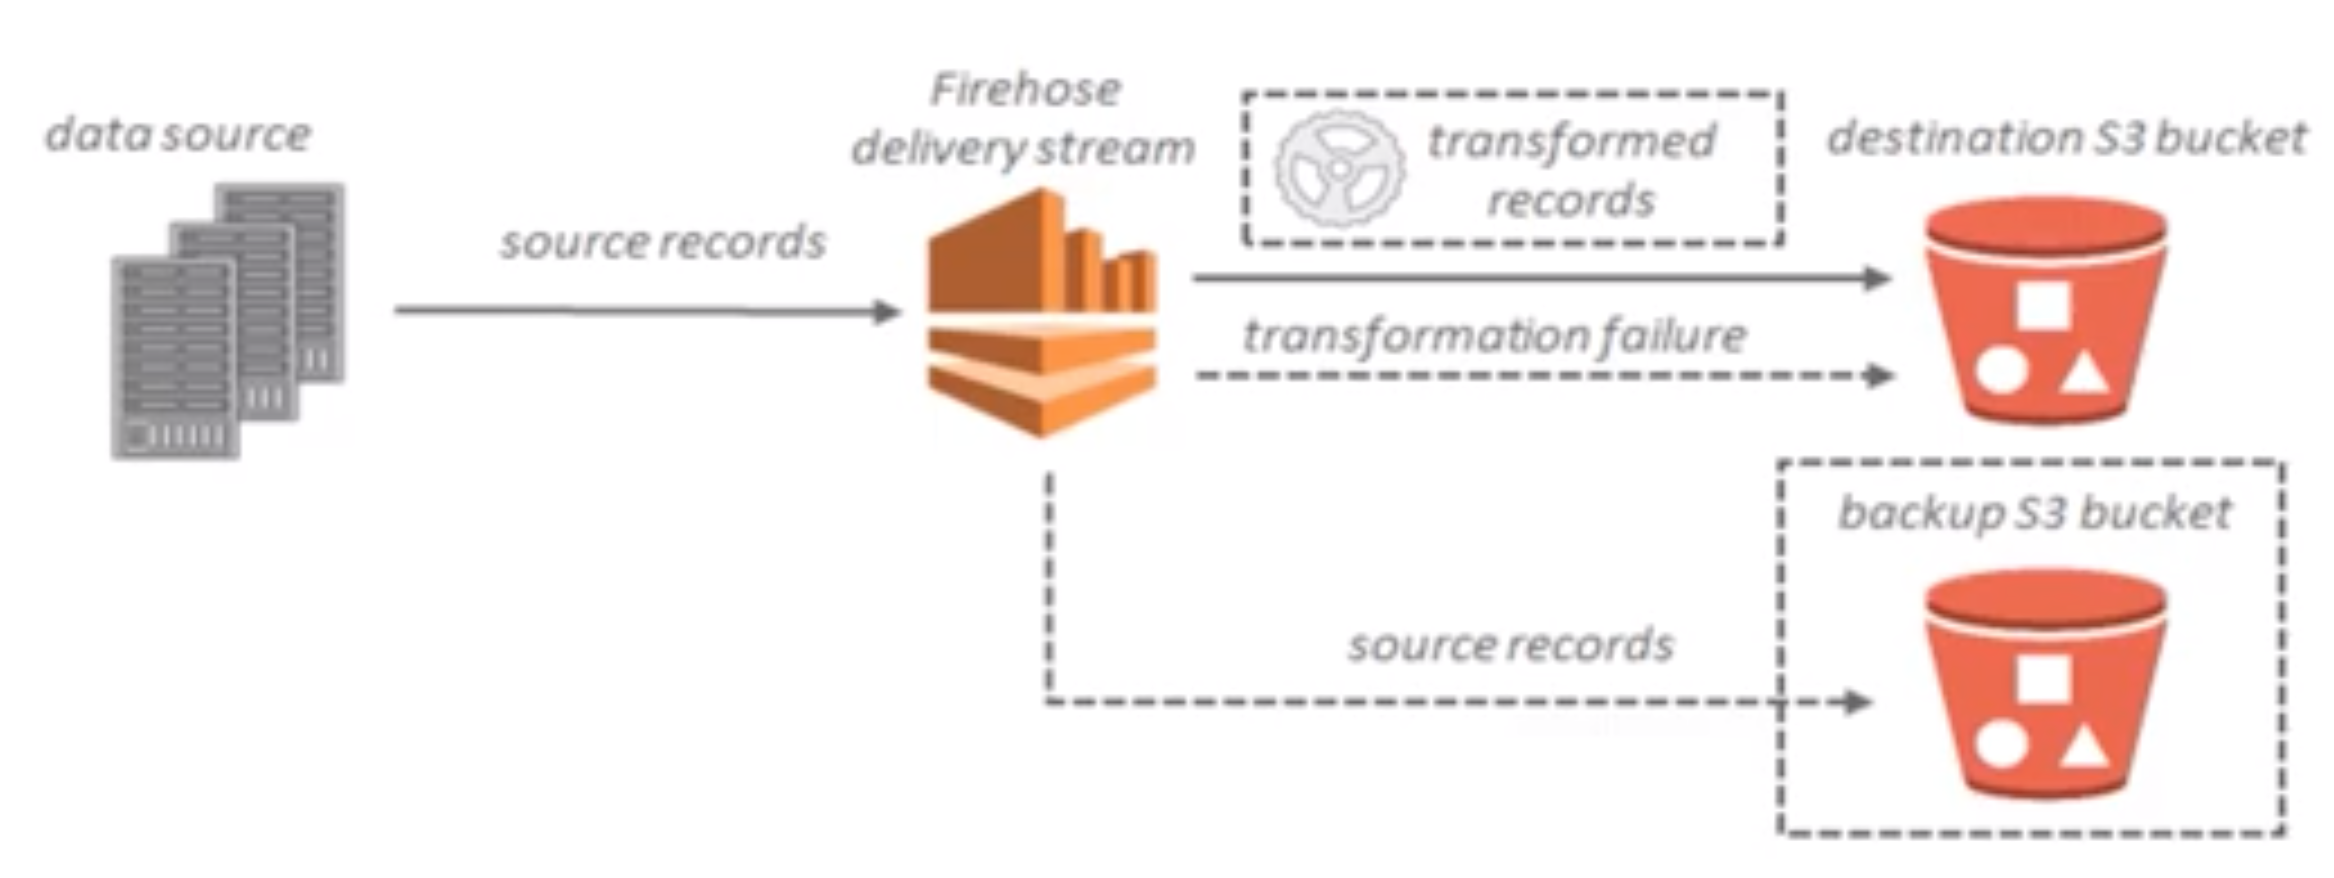 data source
source records
Firehose
delivery stream
transformed
records
transformation failure
destination S3 bucket
backup S3 bucket
source records